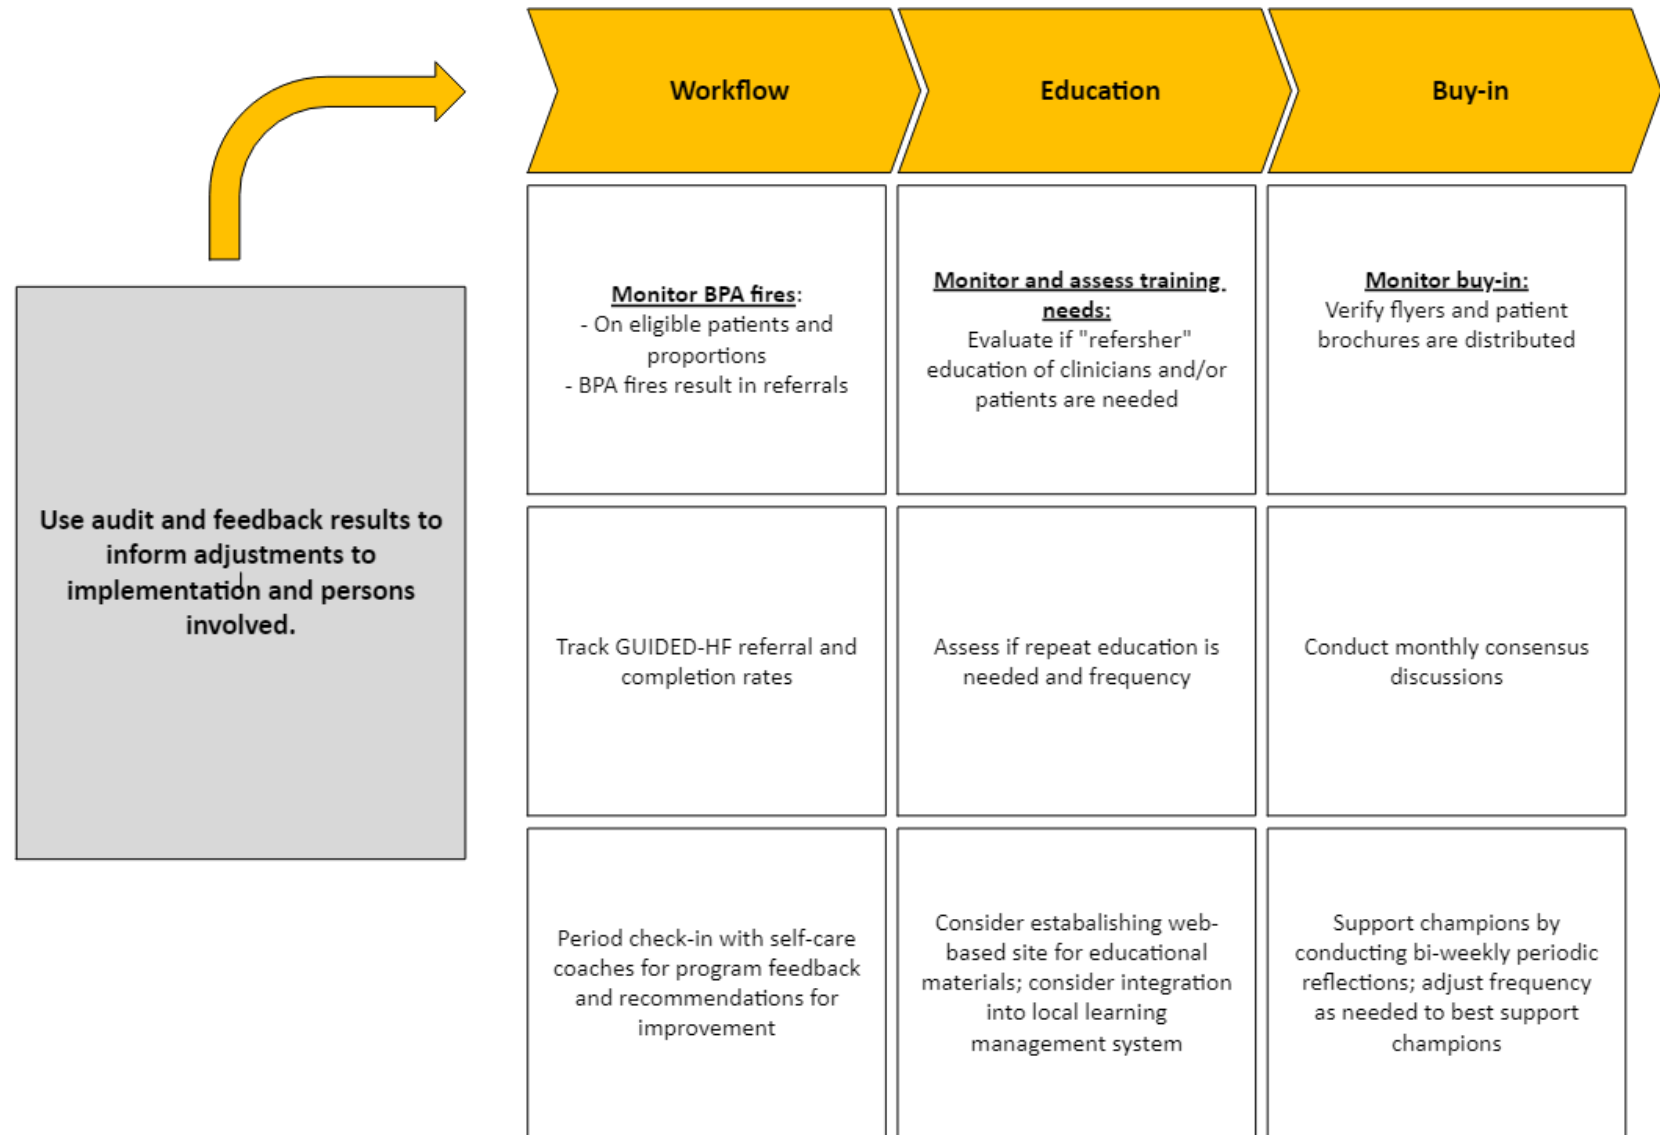 Workflow
Education
Buy-in
Use audit and feedback results to
inform adjustments to
implementation and persons
involved.
Monitor BPA fires:
- On eligible patients and
proportions
- BPA fires result in referrals
Monitor and assess training
needs:
Evaluate if "refersher"
education of clinicians and/or
patients are needed
Monitor buy-in:
Verify flyers and patient
brochures are distributed
Track GUIDED-HF referral and
completion rates
Assess if repeat education is
needed and frequency
Conduct monthly consensus
discussions
Period check-in with self-care
coaches for program feedback
and recommendations for
improvement
Consider estabalishing web-
based site for educational
materials; consider integration
into local learning
management system
Support champions by
conducting bi-weekly periodic
reflections; adjust frequency
as needed to best support
champions